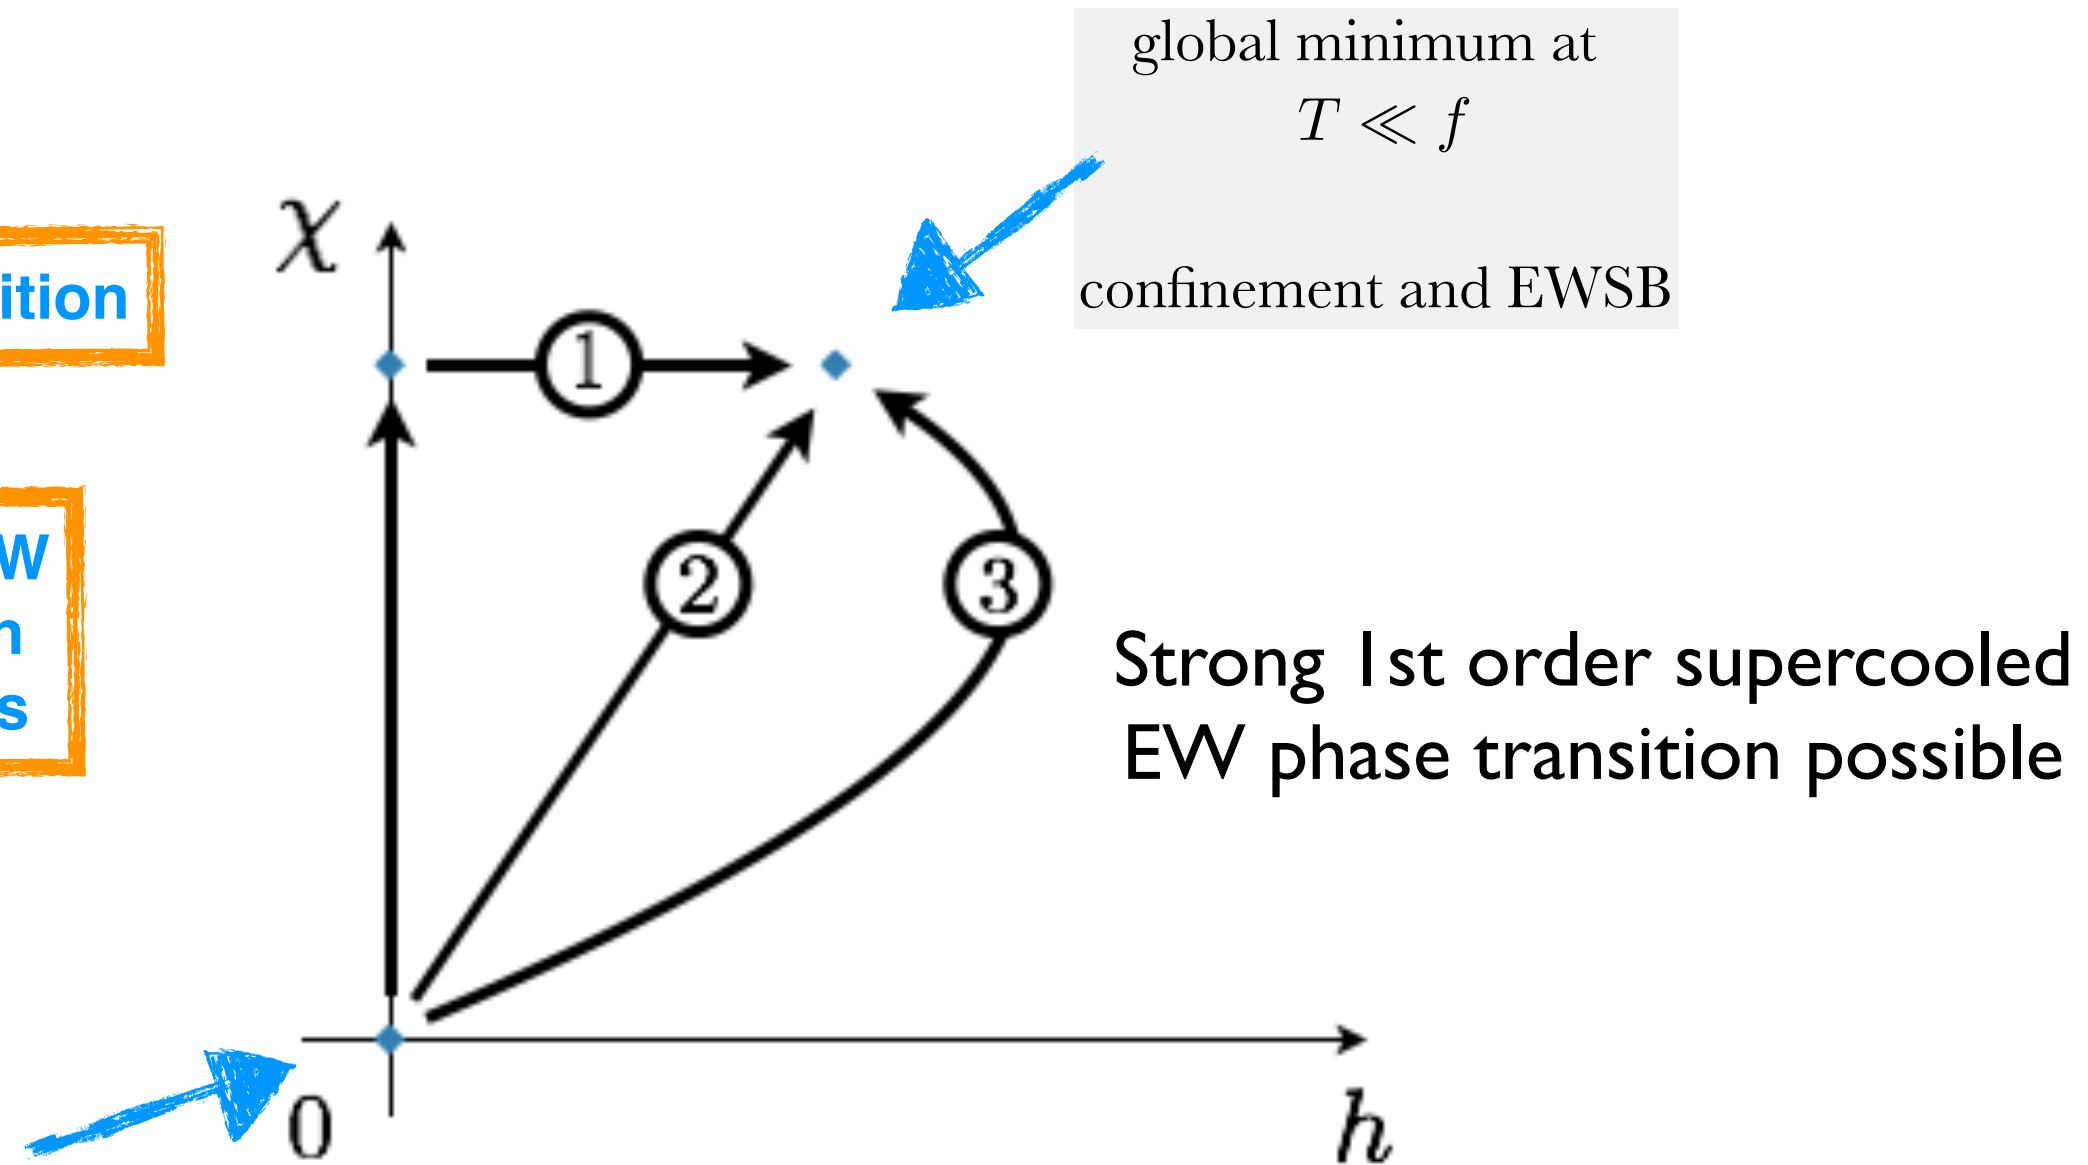 global minimum at
T ≪ f
confinement and EWSB
χ
ition
1
W
n
s
2
3
Strong 1st order supercooled
EW phase transition possible
0
h